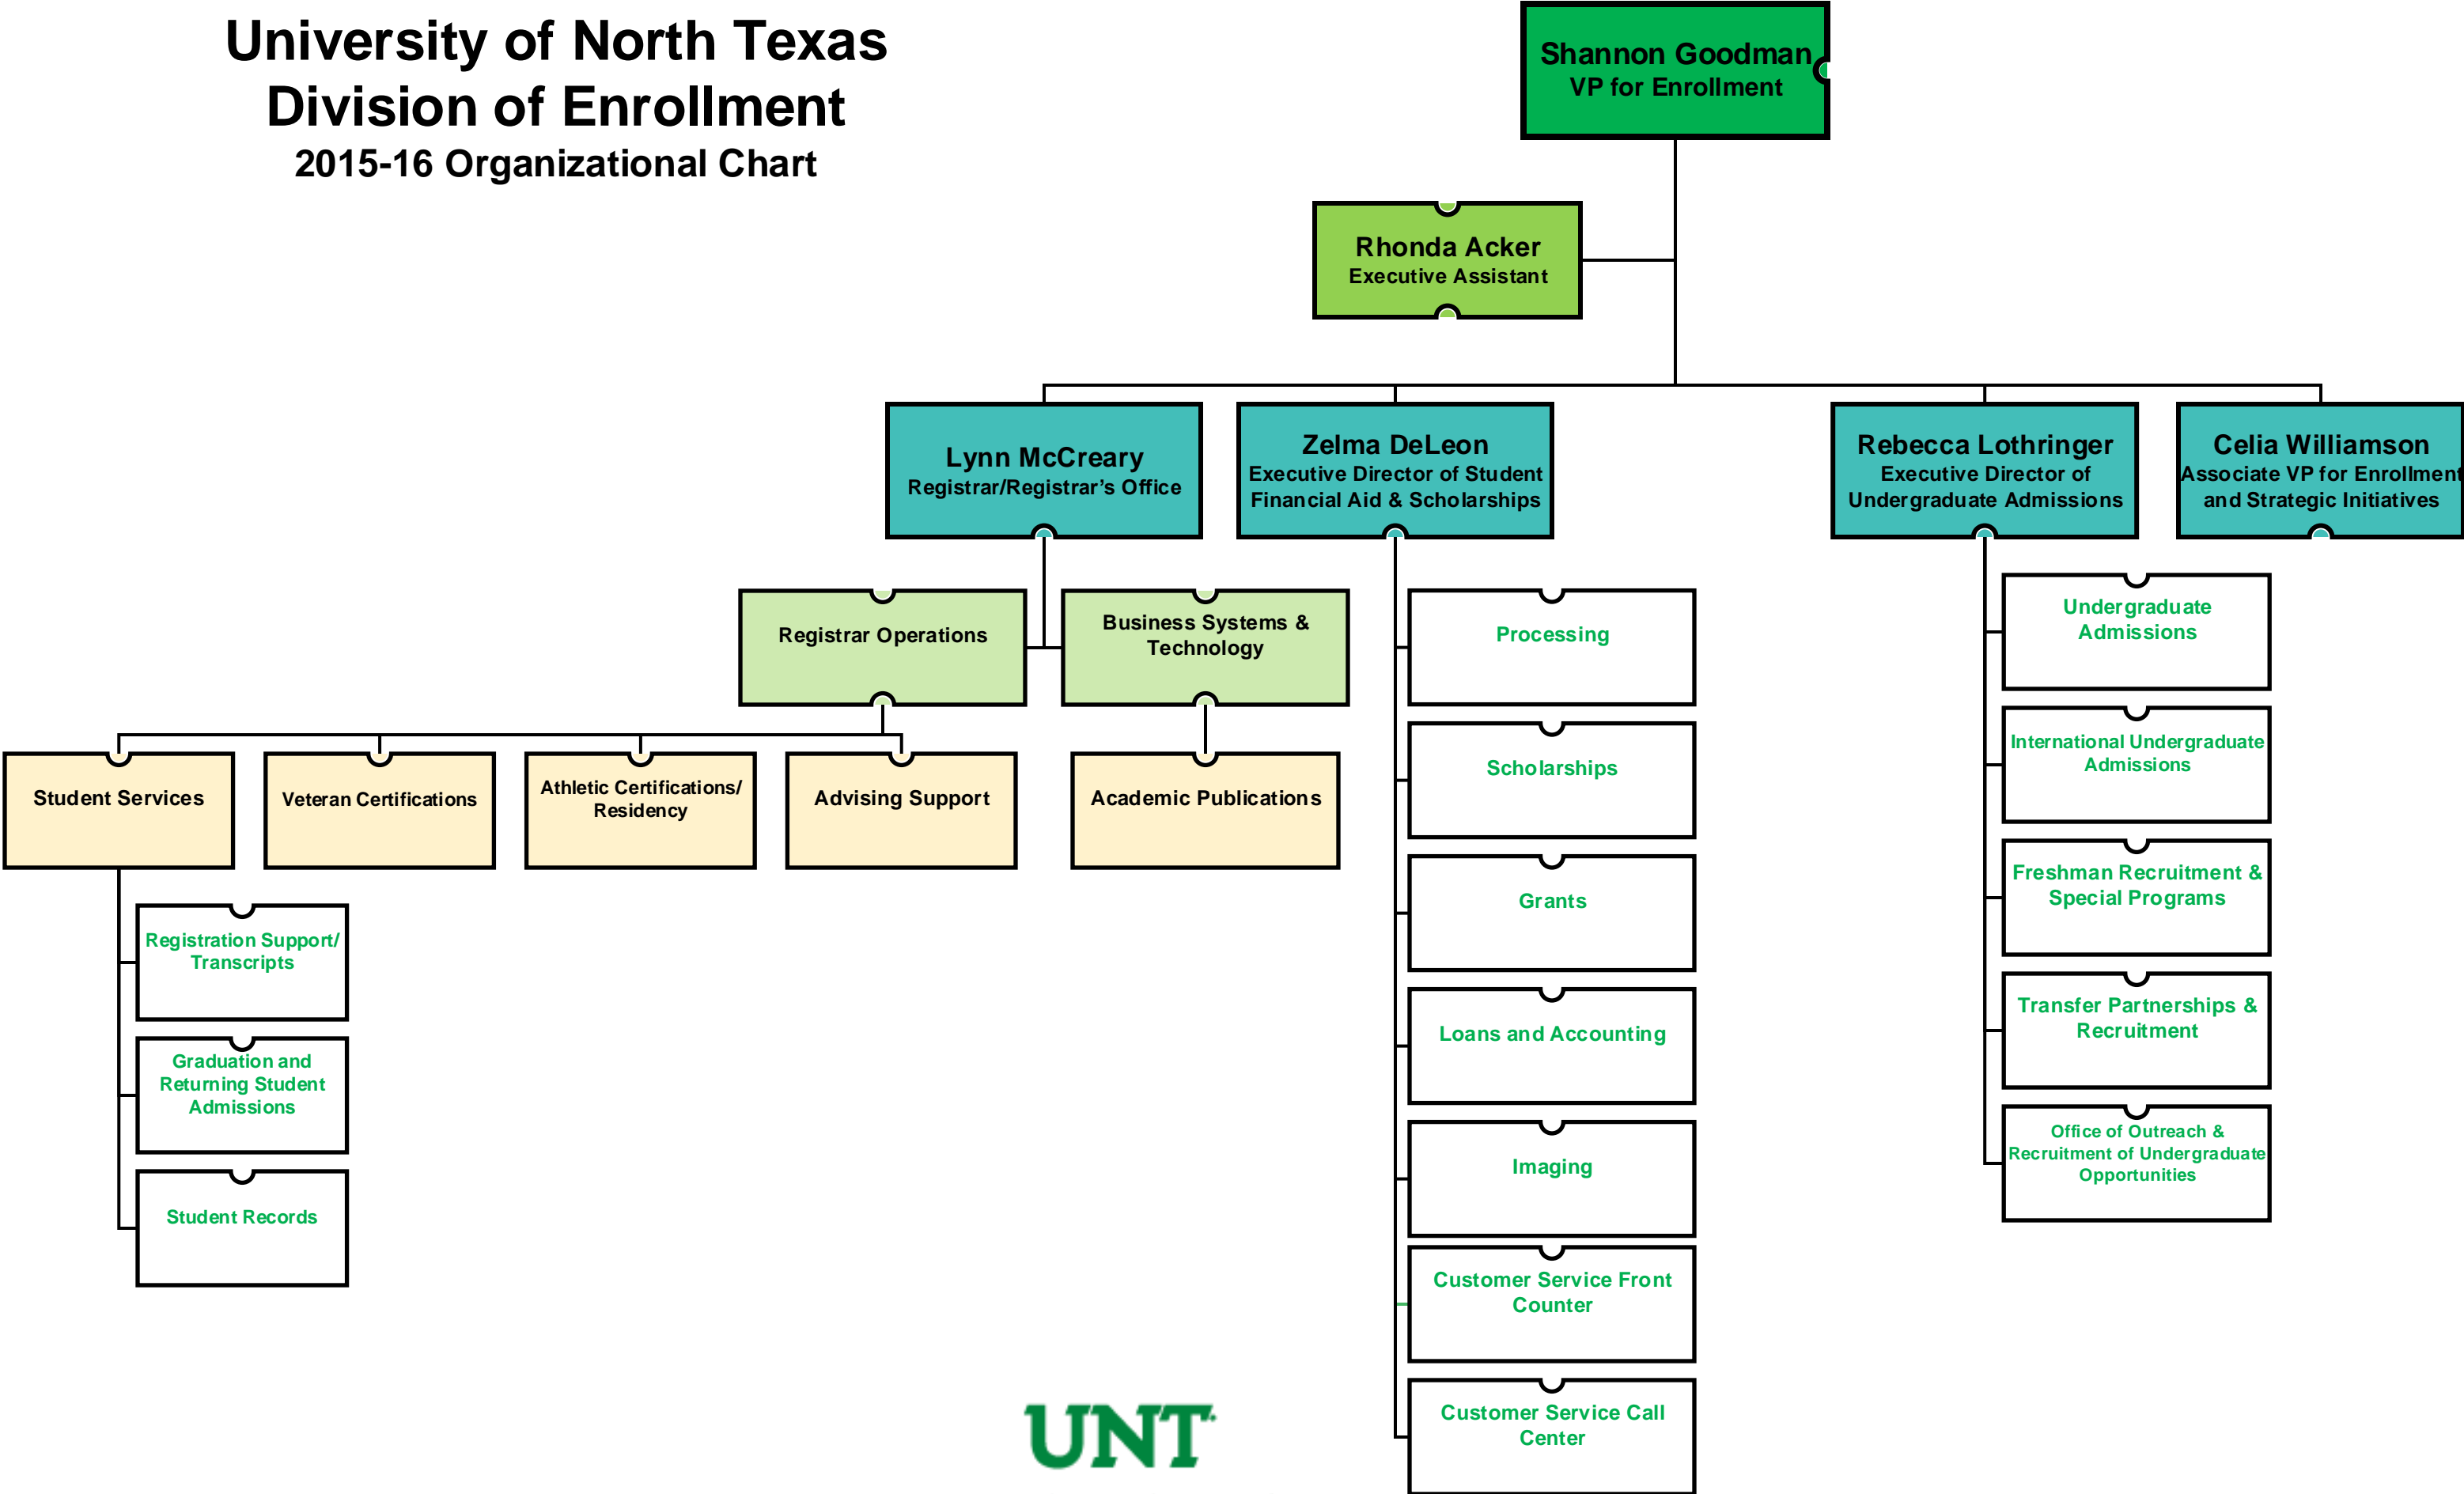 University of North Texas
Division of Enrollment
2015-16 Organizational Chart
Shannon Goodman
VP for Enrollment
Rhonda Acker
Executive Assistant
Lynn McCreary
Registrar/Registrar’s Office
Zelma DeLeon
Executive Director of Student
Financial Aid & Scholarships
Rebecca Lothringer
Executive Director of
Undergraduate Admissions
Celia Williamson
Associate VP for Enrollment
and Strategic Initiatives
Registrar Operations
Business Systems &
Technology
Student Services
Veteran Certifications
Athletic Certifications/
Residency
Advising Support
Academic Publications
Registration Support/
Transcripts
Graduation and
Returning Student
Admissions
Student Records
Processing
Scholarships
Grants
Loans and Accounting
Imaging
Customer Service Front
Counter
Customer Service Call
Center
Undergraduate
Admissions
International Undergraduate
Admissions
Freshman Recruitment &
Special Programs
Transfer Partnerships &
Recruitment
Office of Outreach &
Recruitment of Undergraduate
Opportunities
UNT